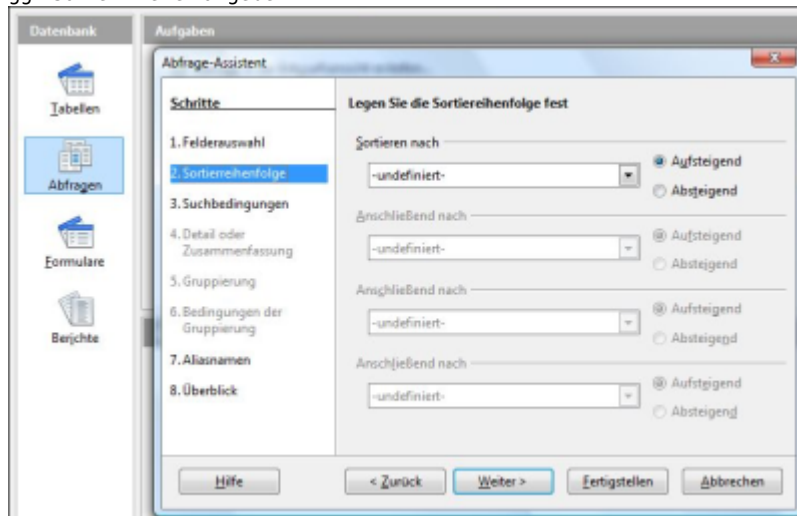 Datenbank
Aufgaben
Tabellen
Abfragen
Formulare
Berichte
Abfrage-Assistent
Schritte
1. Felderauswahl
2. Sortierreihenfolge
3. Suchbedingungen
4. Detail oder
Zusammenfassung
5. Gruppierung
6. Bedingungen der
Gruppierung
7. Aliasnamen
8. Überblick
Legen Sie die Sortiereihenfolge fest
Sortieren nach
-undefiniert-
Aufsteigend
Absteigend
Anschließend nach
-undefiniert-
Aufsteigend
Absteigend
Anschließend nach
-undefiniert-
Aufsteigend
Absteigend
Anschließend nach
-undefiniert-
Aufsteigend
Absteigend
Hilfe
< Zurück
Weiter >
Fertigstellen
Abbrechen